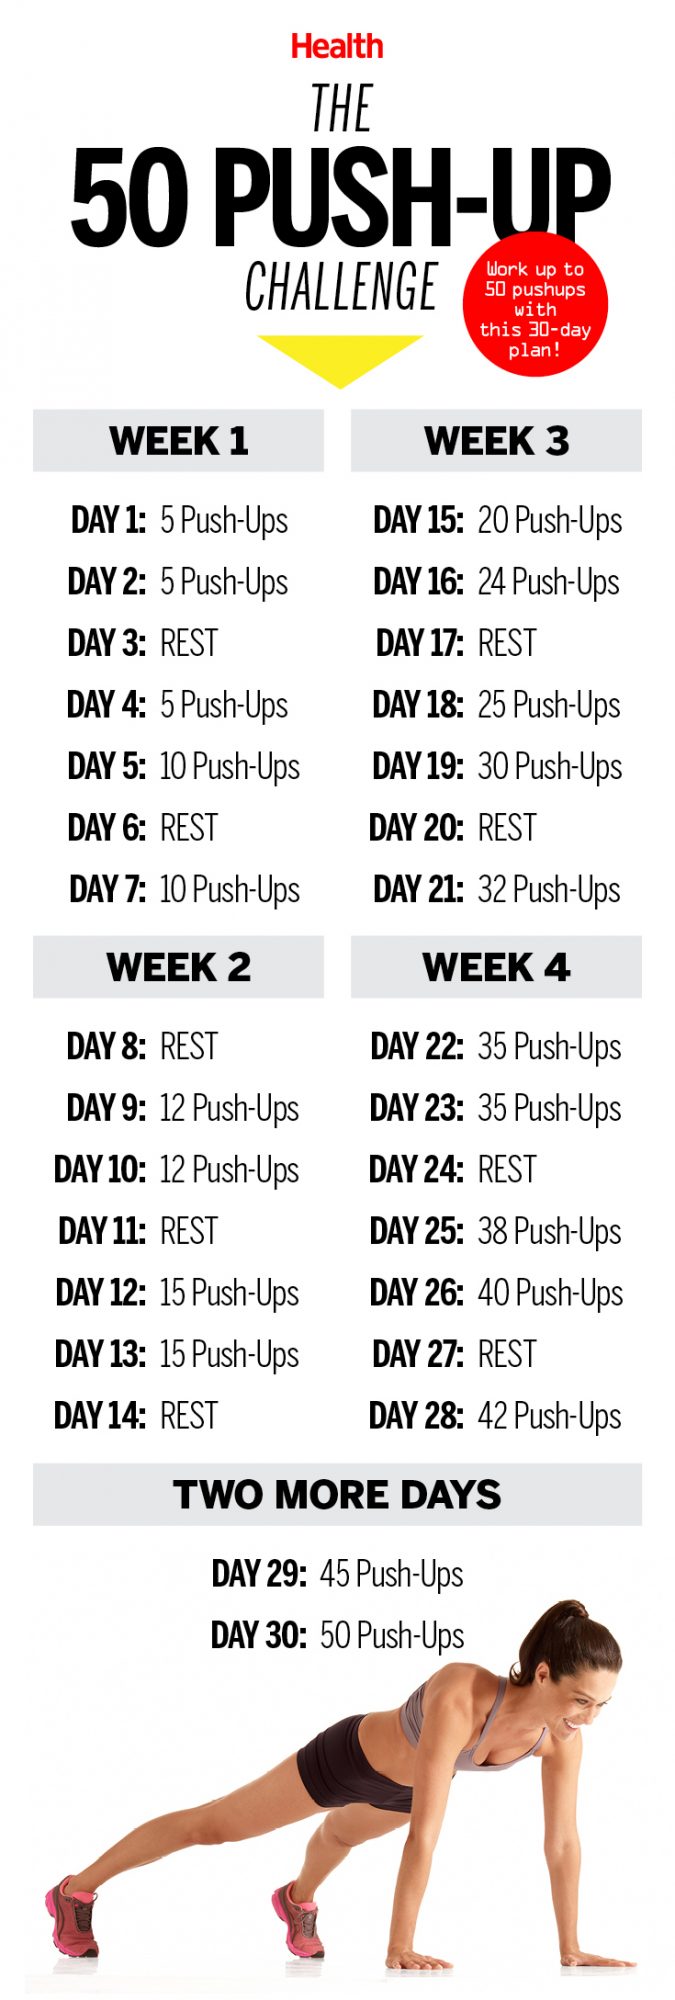 Health
THE
50 PUSH-UP
CHALLENGE
Work up to
50 pushups
with
this 30-day
plan!
WEEK 1
DAY 1: 5 Push-Ups
DAY 2: 5 Push-Ups
DAY 3: REST
DAY 4: 5 Push-Ups
DAY 5: 10 Push-Ups
DAY 6: REST
DAY 7: 10 Push-Ups
WEEK 2
DAY 8: REST
DAY 9: 12 Push-Ups
DAY 10: 12 Push-Ups
DAY 11: REST
DAY 12: 15 Push-Ups
DAY 13: 15 Push-Ups
DAY 14: REST
WEEK 3
DAY 15: 20 Push-Ups
DAY 16: 24 Push-Ups
DAY 17: REST
DAY 18: 25 Push-Ups
DAY 19: 30 Push-Ups
DAY 20: REST
DAY 21: 32 Push-Ups
WEEK 4
DAY 22: 35 Push-Ups
DAY 23: 35 Push-Ups
DAY 24: REST
DAY 25: 38 Push-Ups
DAY 26: 40 Push-Ups
DAY 27: REST
DAY 28: 42 Push-Ups
TWO MORE DAYS
DAY 29: 45 Push-Ups
DAY 30: 50 Push-Ups